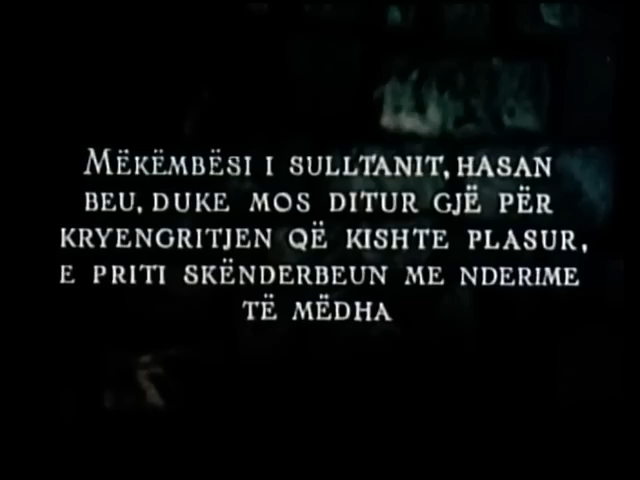 MËKËMBËSI I SULLTANIT, HASAN
BEU, DUKE MOS DITUR GJË PËR
KRYENGRITJEN QË KISHTE PLASUR,
E PRITI SKËNDERBEUN ME NDERIME
TË MËDHA